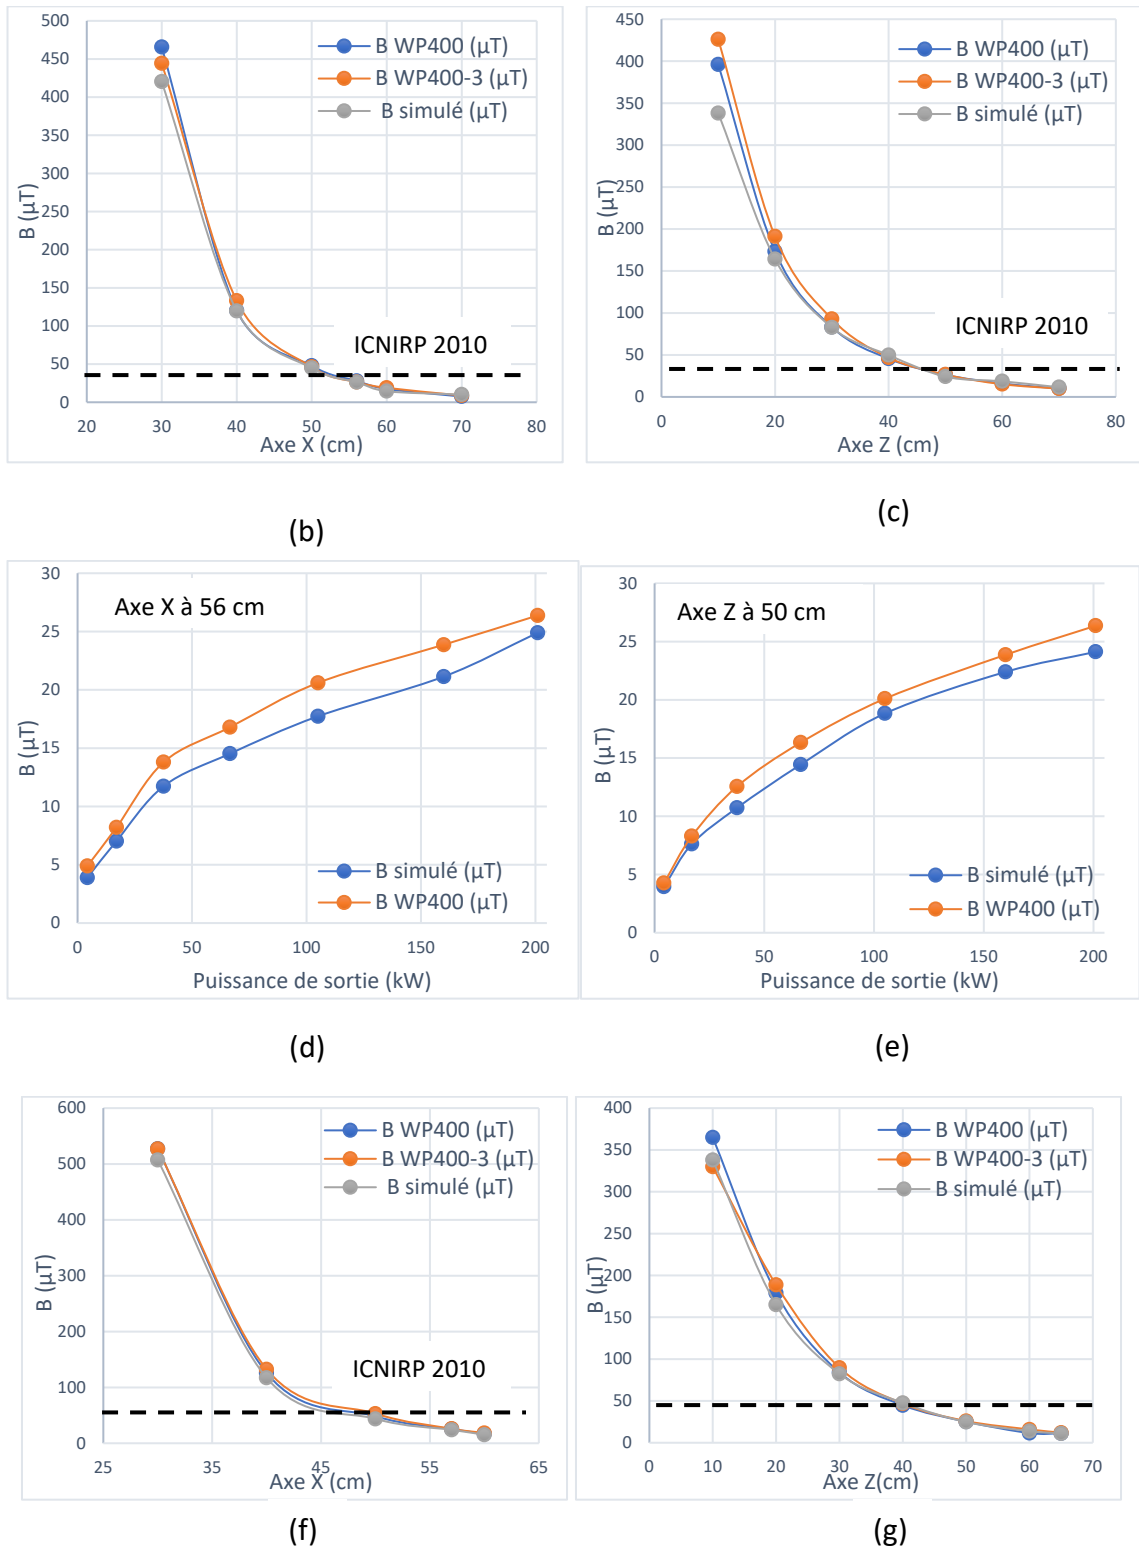 500
450
400
350
300
250
200
150
100
50
0
B (µT)
B WP400 (µT)
B WP400-3 (µT)
B simulé (µT)
ICNIRP 2010
20 30 40 50 60 70 80
Axe X (cm)
(b)
450
400
350
300
250
200
150
100
50
0
B (µT)
B WP400 (µT)
B WP400-3 (µT)
B simulé (µT)
ICNIRP 2010
0 20 40 60 80
Axe Z (cm)
(c)
30
25
20
15
10
5
0
B (µT)
Axe X à 56 cm
B simulé (µT)
B WP400 (µT)
0 50 100 150 200
Puissance de sortie (kW)
(d)
30
25
20
15
10
5
0
B (µT)
Axe Z à 50 cm
B simulé (µT)
B WP400 (µT)
0 50 100 150 200
Puissance de sortie (kW)
(e)
600
500
400
300
200
100
0
B (µT)
B WP400 (µT)
B WP400-3 (µT)
B simulé (µT)
ICNIRP 2010
25 35 45 55 65
Axe X (cm)
(f)
400
350
300
250
200
150
100
50
0
B (µT)
B WP400 (µT)
B WP400-3 (µT)
B simulé (µT)
0 10 20 30 40 50 60 70
Axe Z(cm)
(g)